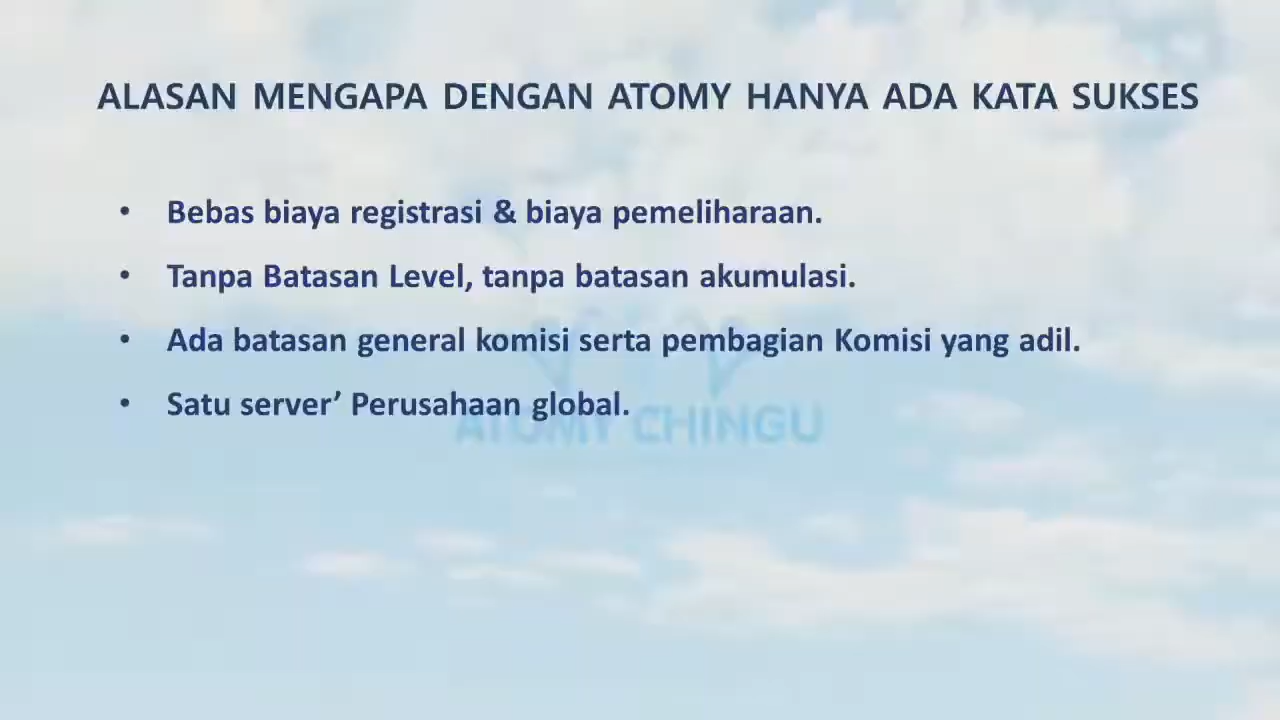 ALASAN MENGAPA DENGAN ATOMY HANYA ADA KATA SUKSES
• Bebas biaya registrasi & biaya pemeliharaan.
• Tanpa Batasan Level, tanpa batasan akumulasi.
• Ada batasan general komisi serta pembagian Komisi yang adil.
• Satu server’ Perusahaan global.
ATOMY CHINGU